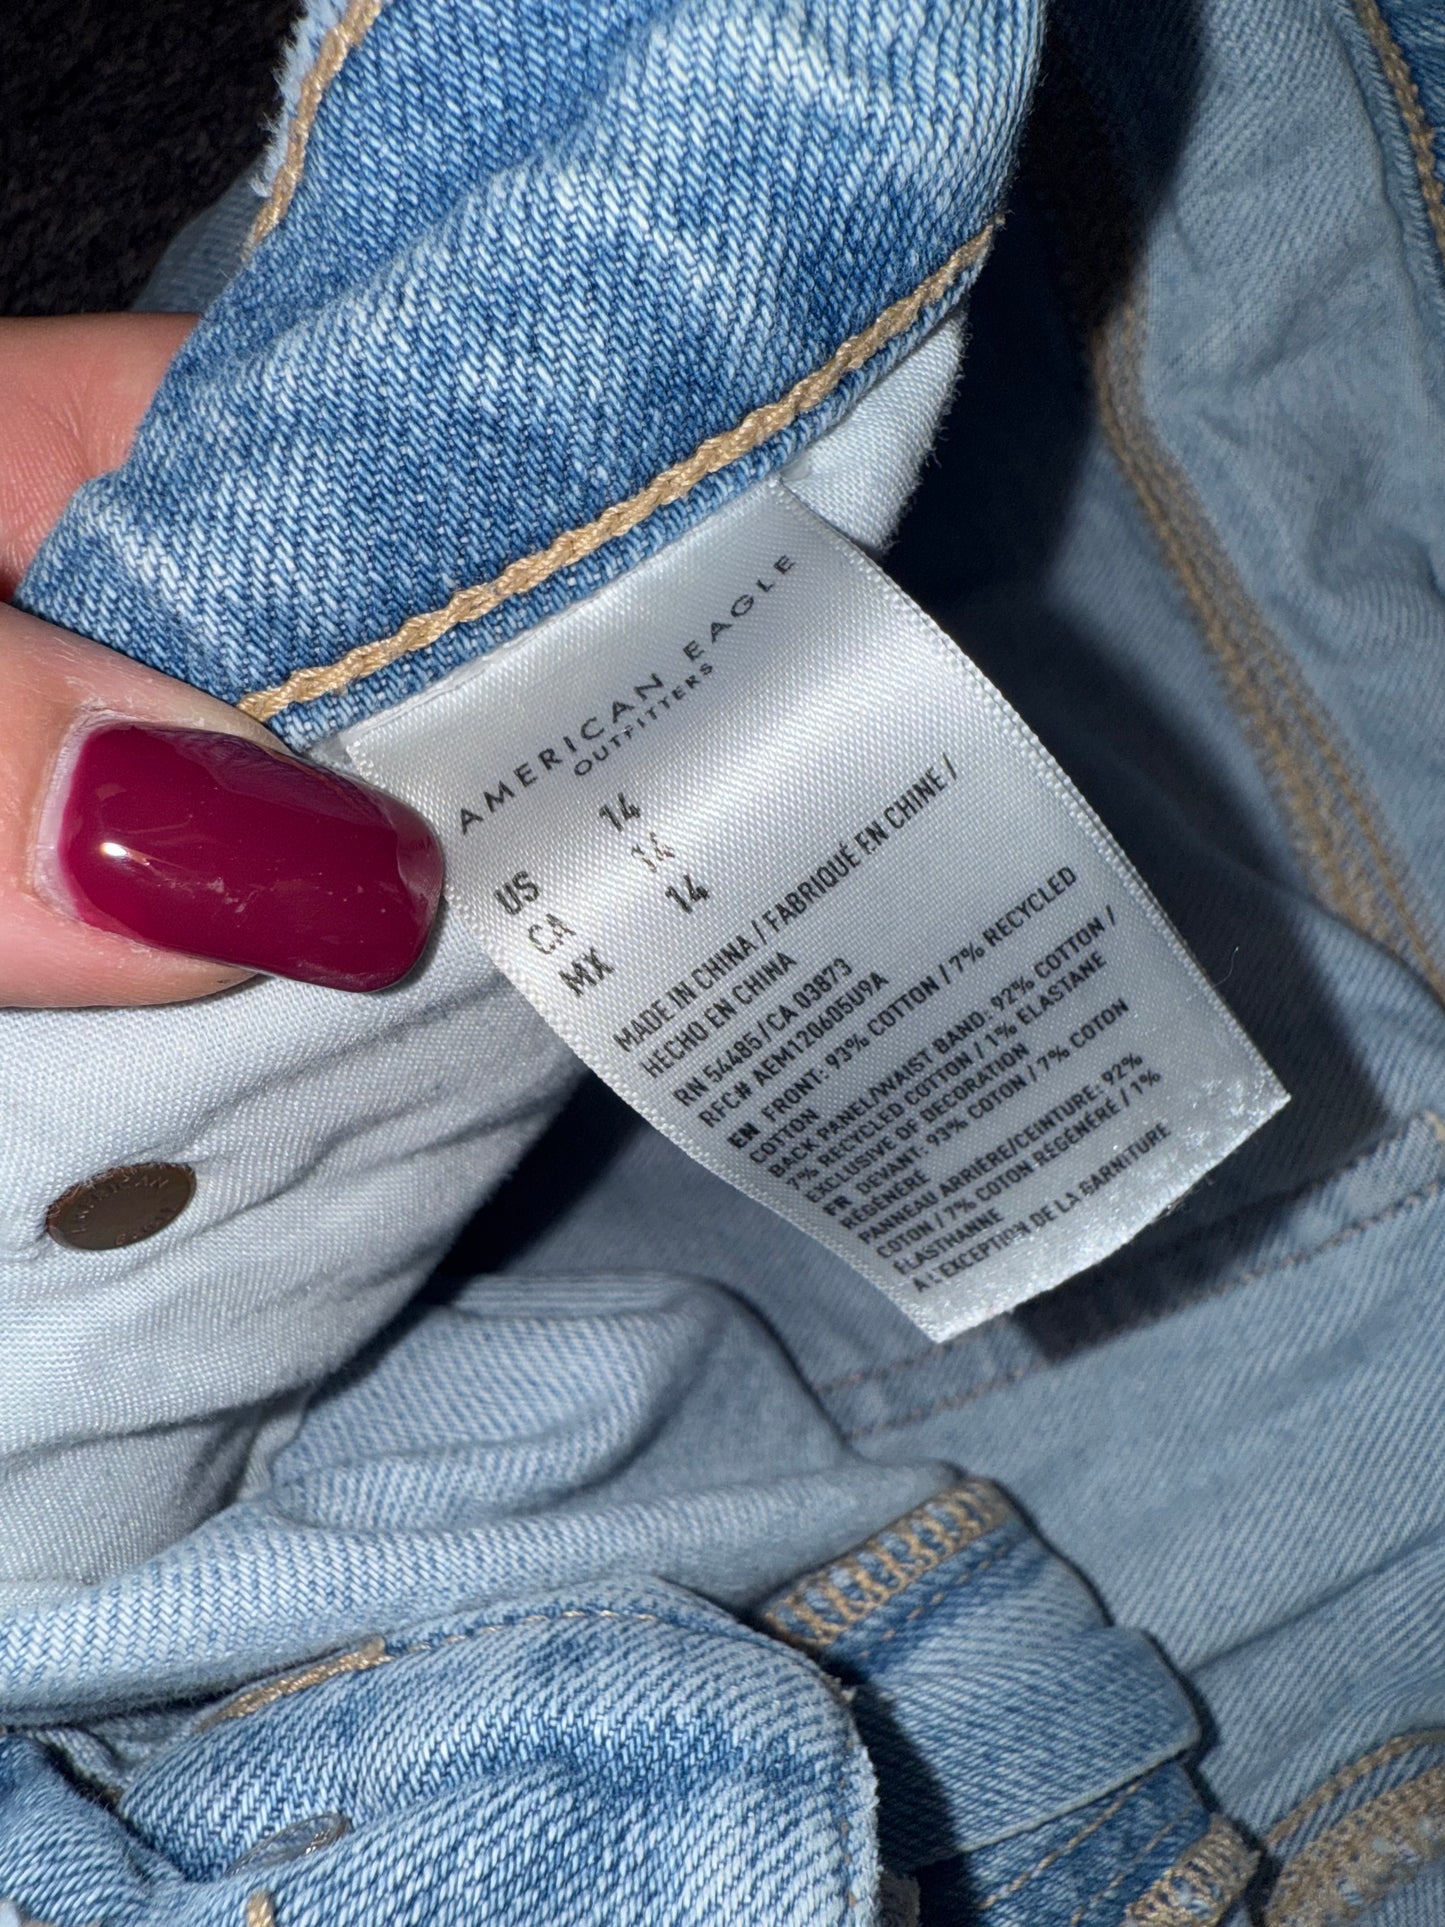 AMERICAN EAGLE
OUTFITTERS
US 14
CA 14
MX 14
MADE IN CHINA / FABRIQUÉ EN CHINE /
HECHO EN CHINA
RN 54485 / CA 03873
RFC# AEM120605U9A
EN FRONT: 93% COTTON / 7% RECYCLED
COTTON
BACK PANEL/WAIST BAND: 92% COTTON /
7% RECYCLED COTTON / 1% ELASTANE
EXCLUSIVE OF DECORATION
FR DEVANT: 93% COTON / 7% COTON
RÉGÉNÉRÉ
PANNEAU ARRIÈRE/CEINTURE: 92%
COTON / 7% COTON RÉGÉNÉRÉ / 1%
ÉLASTHANNE
À L'EXCEPTION DE LA GARNITURE